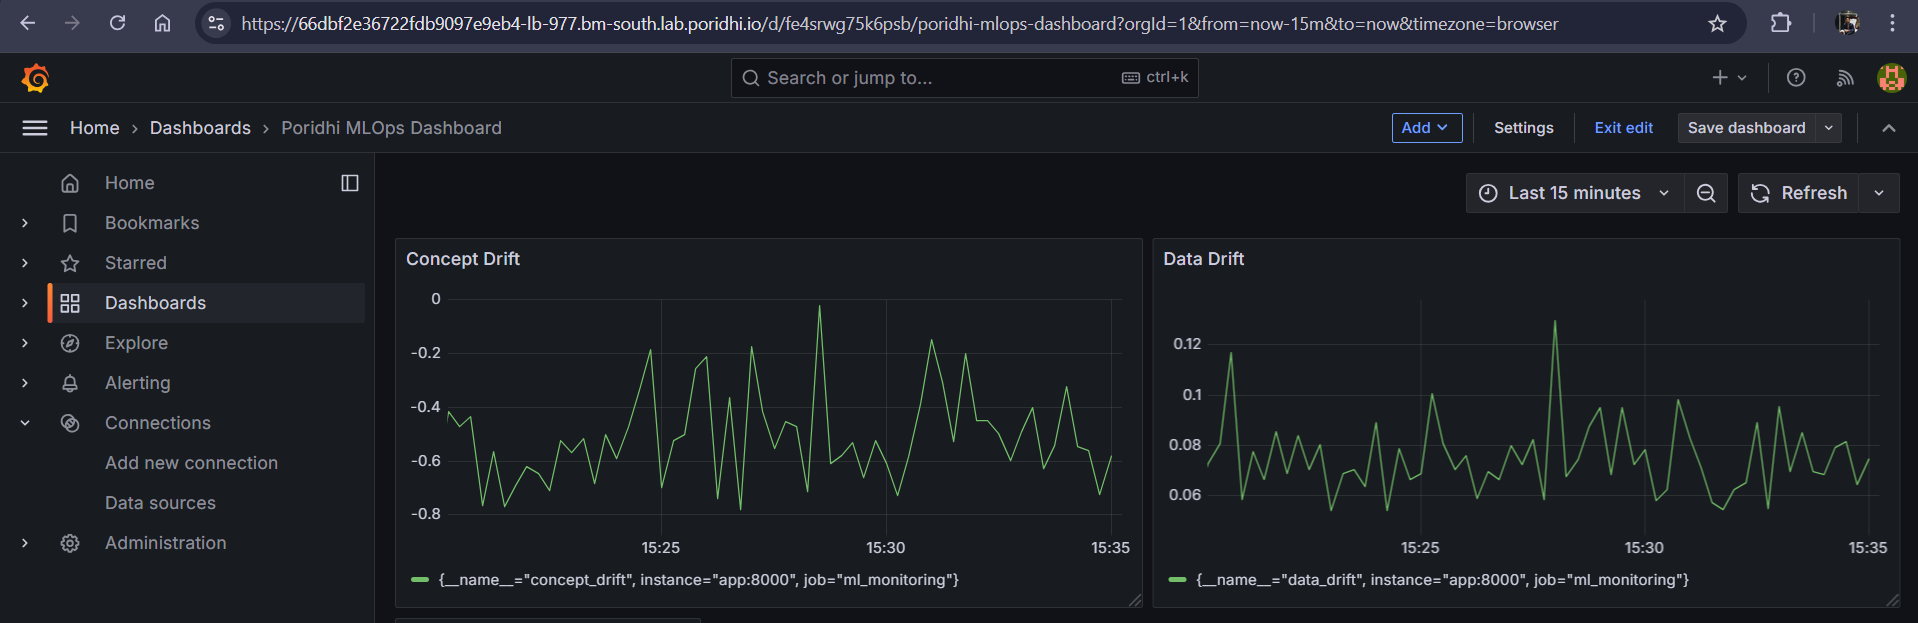 https://66dbf2e36722fdb9097e9eb4-lb-977.bm-south.lab.poridhi.io/d/fe4srwg75k6psb/poridhi-mlops-dashboard?orgId=1&from=now-15m&to=now&timezone=browser
Search or jump to... ctrl+k
Home › Dashboards › Poridhi MLOps Dashboard
Add Settings Exit edit Save dashboard
Home
Bookmarks
Starred
Dashboards
Explore
Alerting
Connections
Add new connection
Data sources
Administration
Last 15 minutes Refresh
Concept Drift
0
-0.2
-0.4
-0.6
-0.8
15:25 15:30 15:35
{__name__="concept_drift", instance="app:8000", job="ml_monitoring"}
Data Drift
0.12
0.1
0.08
0.06
15:25 15:30 15:35
{__name__="data_drift", instance="app:8000", job="ml_monitoring"}